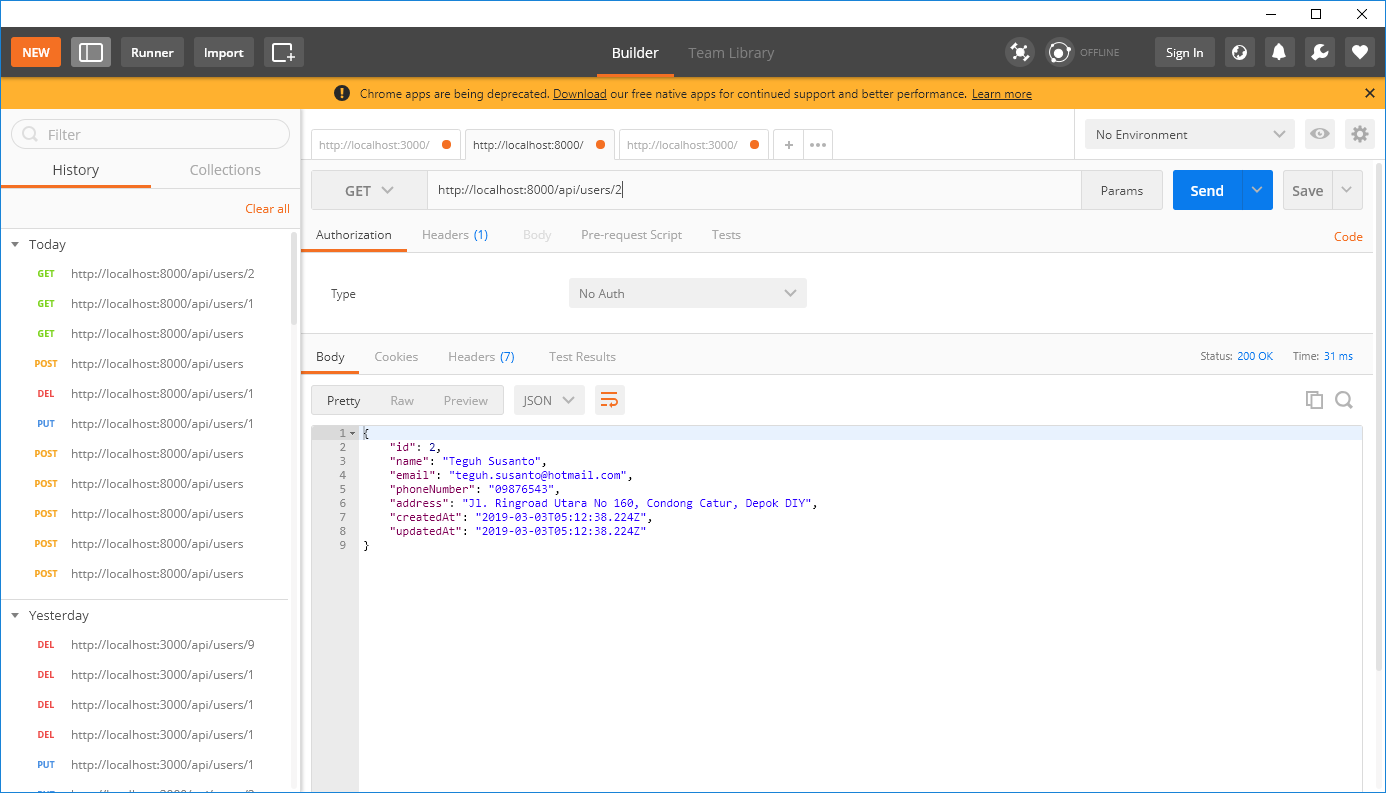 NEW Runner Import Builder Team Library OFFLINE Sign In
Chrome apps are being deprecated. Download our free native apps for continued support and better performance. Learn more
Filter
History Collections
Clear all
Today
GET http://localhost:8000/api/users/2
GET http://localhost:8000/api/users/1
GET http://localhost:8000/api/users
POST http://localhost:8000/api/users
DEL http://localhost:8000/api/users/1
PUT http://localhost:8000/api/users/1
POST http://localhost:8000/api/users
POST http://localhost:8000/api/users
POST http://localhost:8000/api/users
POST http://localhost:8000/api/users
POST http://localhost:8000/api/users
Yesterday
DEL http://localhost:3000/api/users/9
DEL http://localhost:3000/api/users/1
DEL http://localhost:3000/api/users/1
DEL http://localhost:3000/api/users/1
PUT http://localhost:3000/api/users/1
http://localhost:3000/ http://localhost:8000/ http://localhost:3000/ + ••• No Environment
GET http://localhost:8000/api/users/2 Params Send Save
Authorization Headers (1) Body Pre-request Script Tests Code
Type No Auth
Body Cookies Headers (7) Test Results Status: 200 OK Time: 31 ms
Pretty Raw Preview JSON
1 {
2 "id": 2,
3 "name": "Teguh Susanto",
4 "email": "teguh.susanto@hotmail.com",
5 "phoneNumber": "09876543",
6 "address": "Jl. Ringroad Utara No 160, Condong Catur, Depok DIY",
7 "createdAt": "2019-03-03T05:12:38.224Z",
8 "updatedAt": "2019-03-03T05:12:38.224Z"
9 }